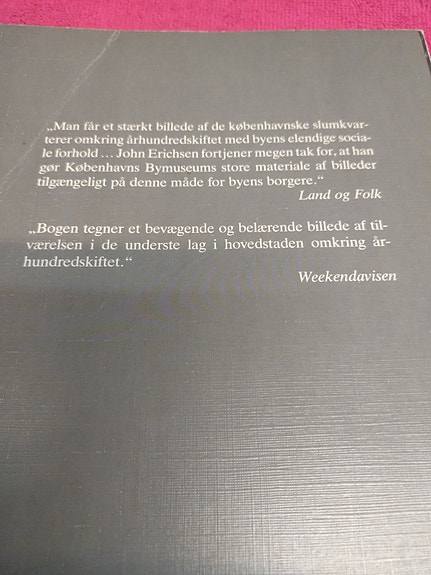 „Man får et stærkt billede af de københavnske slumkvar-
terer omkring århundredskiftet med byens elendige socia-
le forhold ... John Erichsen fortjener megen tak for, at han
gør Københavns Bymuseums store materiale af billeder
tilgængeligt på denne måde for byens borgere.“
Land og Folk
„Bogen tegner et bevægende og belærende billede af til-
værelsen i de underste lag i hovedstaden omkring år-
hundredskiftet.“
Weekendavisen